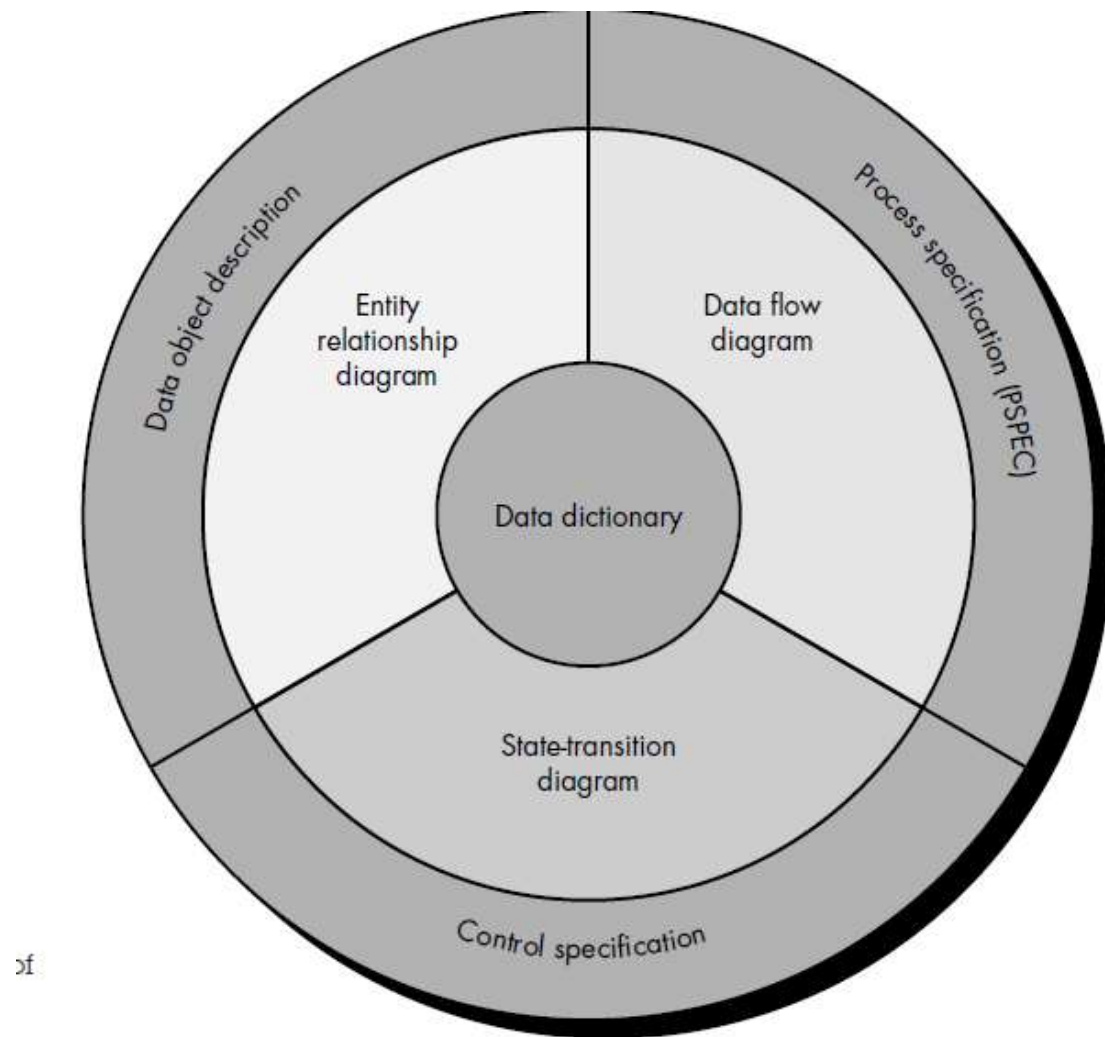 Data object description
Process specification (PSPEC)
Entity
relationship
diagram
Data flow
diagram
Data dictionary
State-transition
diagram
Control specification
of